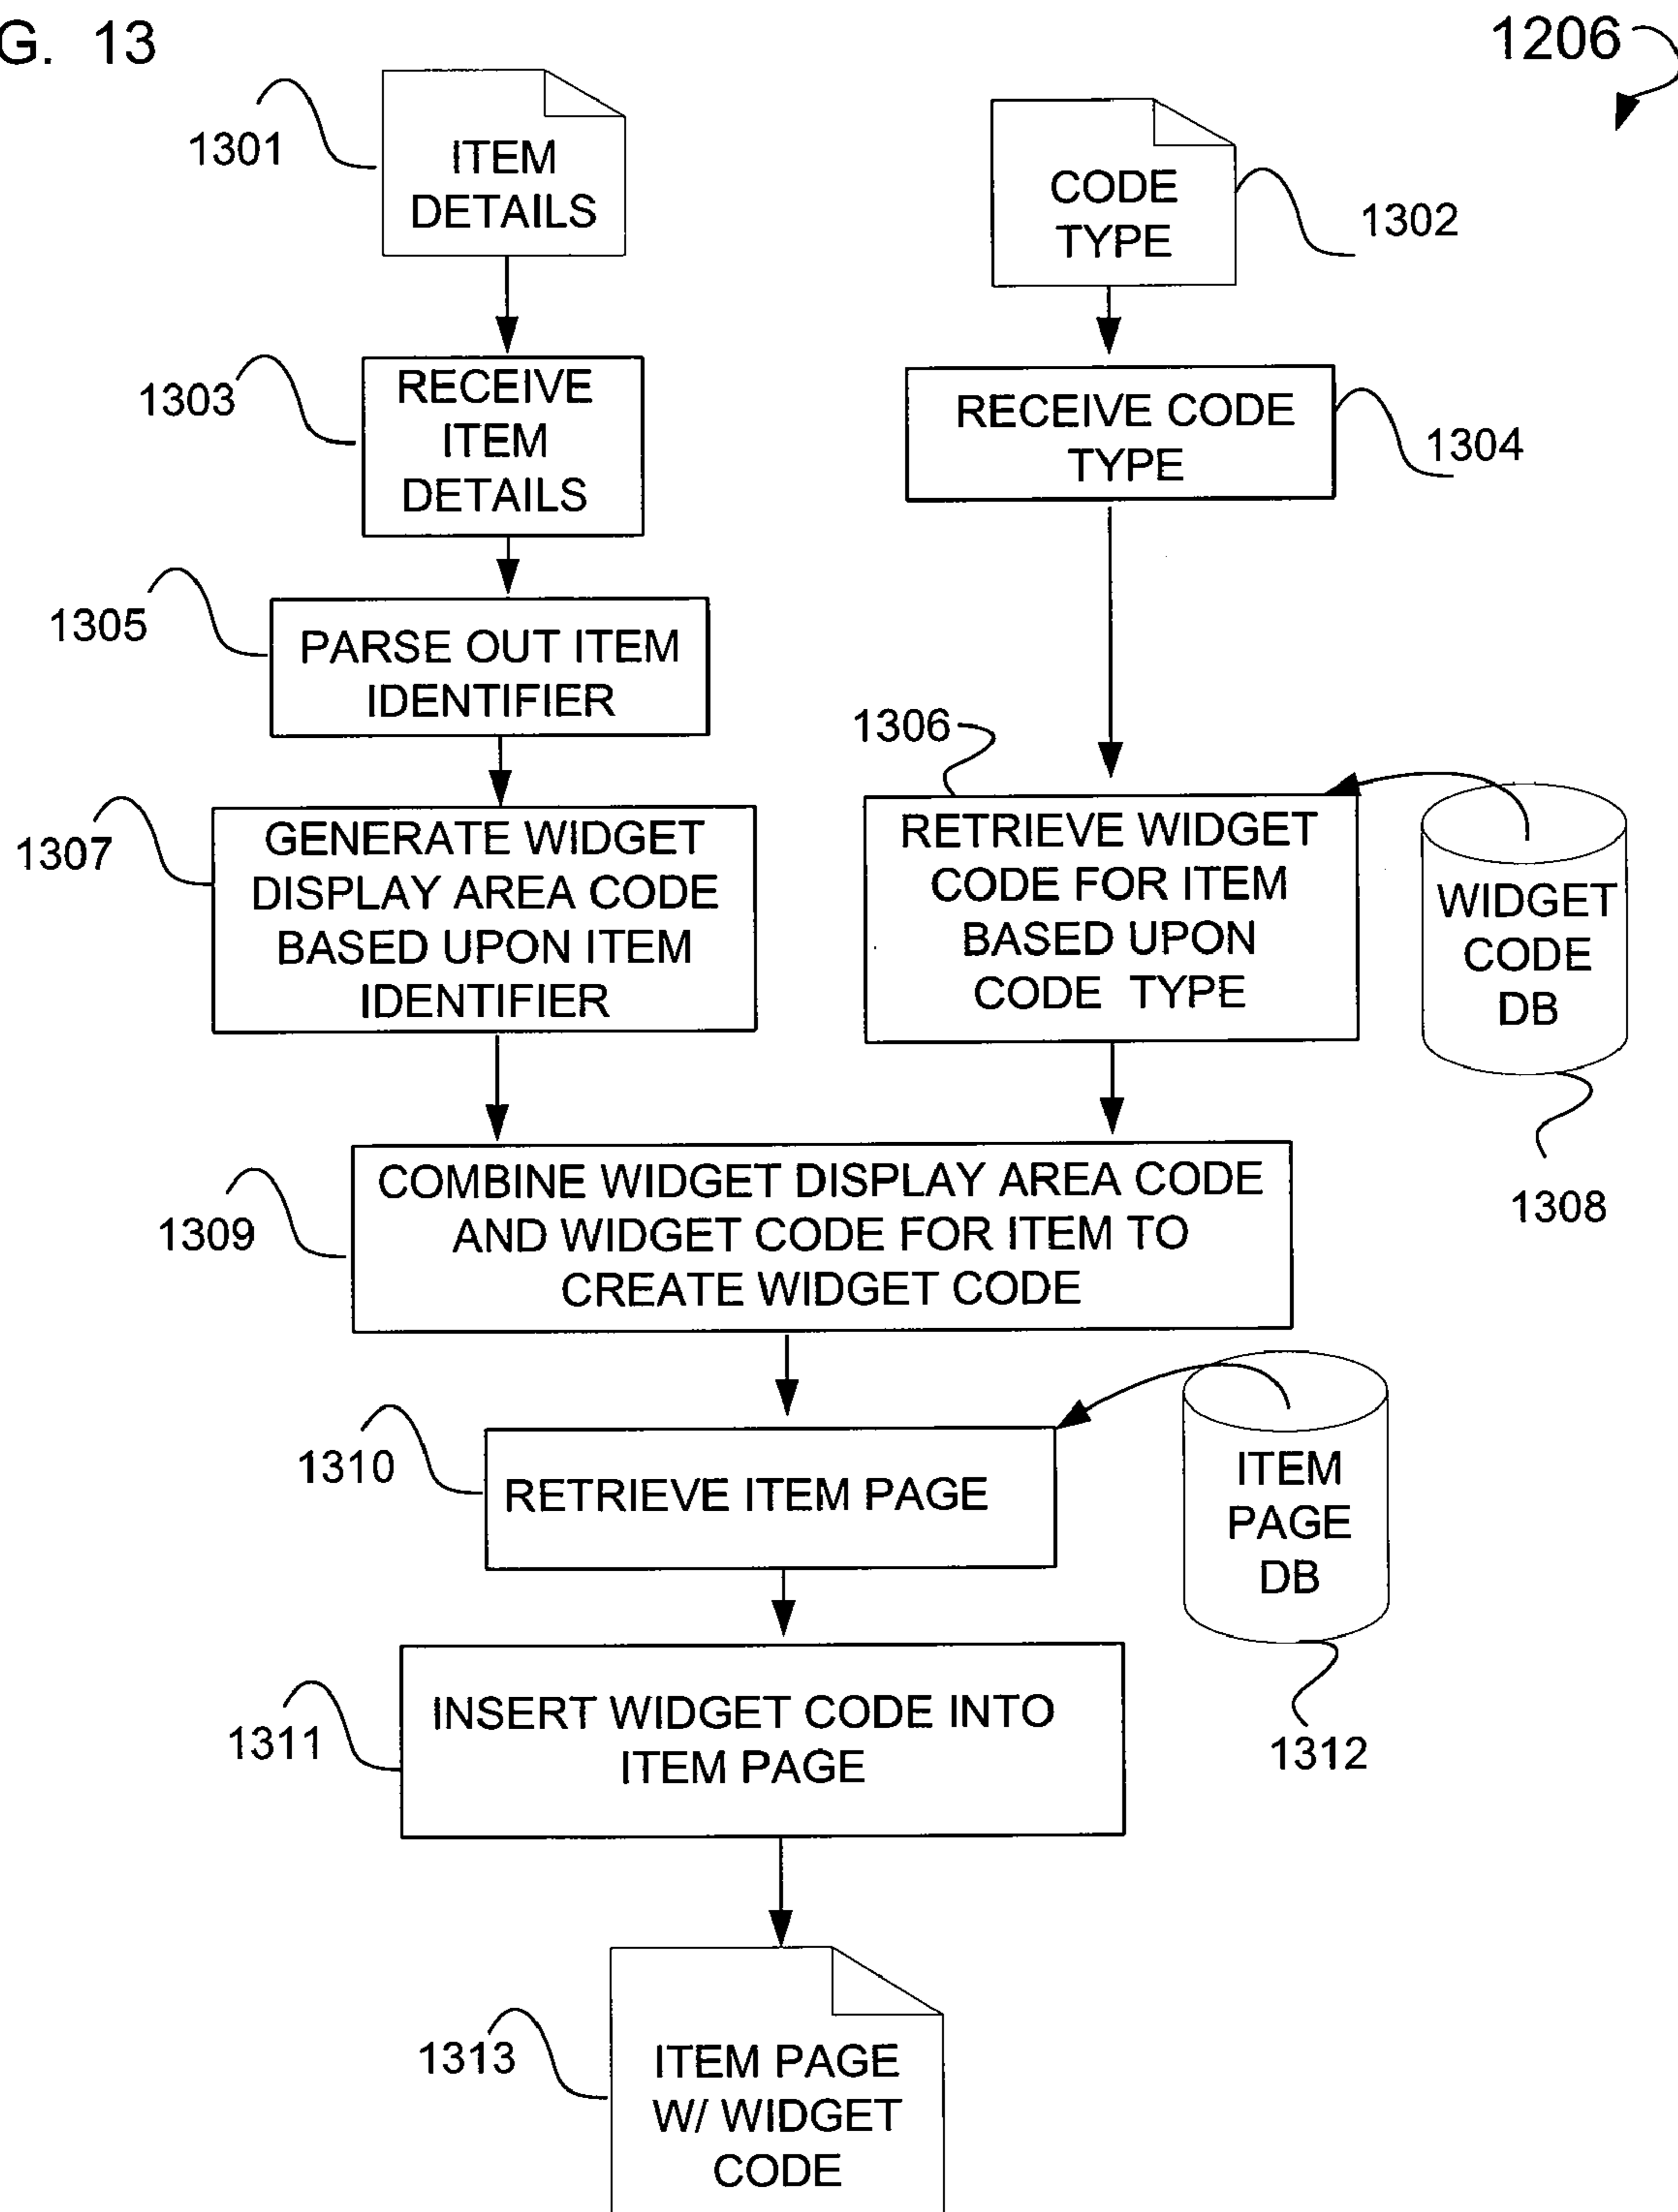 G. 13
1206
1301
ITEM
DETAILS
CODE
TYPE
1302
1303
RECEIVE
ITEM
DETAILS
RECEIVE CODE
TYPE
1304
1305
PARSE OUT ITEM
IDENTIFIER
1306
1307
GENERATE WIDGET
DISPLAY AREA CODE
BASED UPON ITEM
IDENTIFIER
RETRIEVE WIDGET
CODE FOR ITEM
BASED UPON
CODE TYPE
WIDGET
CODE
DB
1308
1309
COMBINE WIDGET DISPLAY AREA CODE
AND WIDGET CODE FOR ITEM TO
CREATE WIDGET CODE
1310
RETRIEVE ITEM PAGE
ITEM
PAGE
DB
1312
1311
INSERT WIDGET CODE INTO
ITEM PAGE
1313
ITEM PAGE
W/ WIDGET
CODE